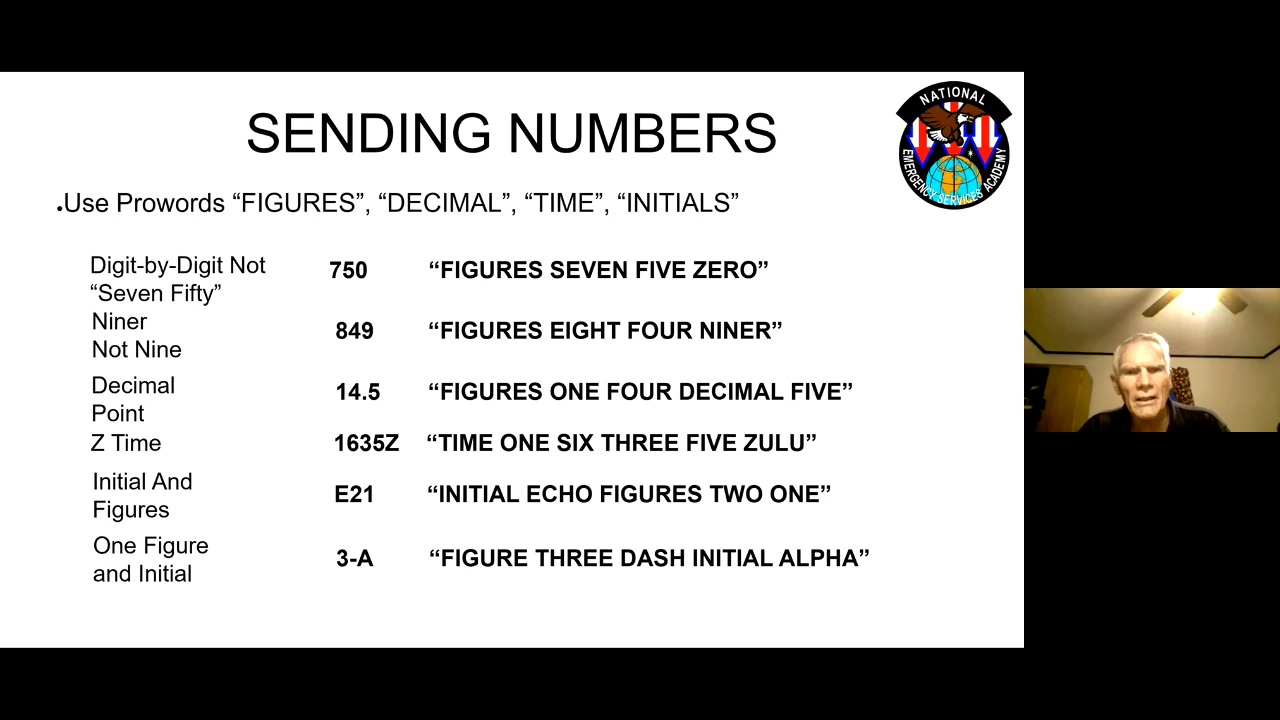 NATIONAL
EMERGENCY SERVICES ACADEMY
SENDING NUMBERS
.Use Prowords “FIGURES”, “DECIMAL”, “TIME”, “INITIALS”
Digit-by-Digit Not
“Seven Fifty”
750
“FIGURES SEVEN FIVE ZERO”
Niner
Not Nine
849
“FIGURES EIGHT FOUR NINER”
Decimal
Point
14.5
“FIGURES ONE FOUR DECIMAL FIVE”
Z Time
1635Z
“TIME ONE SIX THREE FIVE ZULU”
Initial And
Figures
E21
“INITIAL ECHO FIGURES TWO ONE”
One Figure
and Initial
3-A
“FIGURE THREE DASH INITIAL ALPHA”